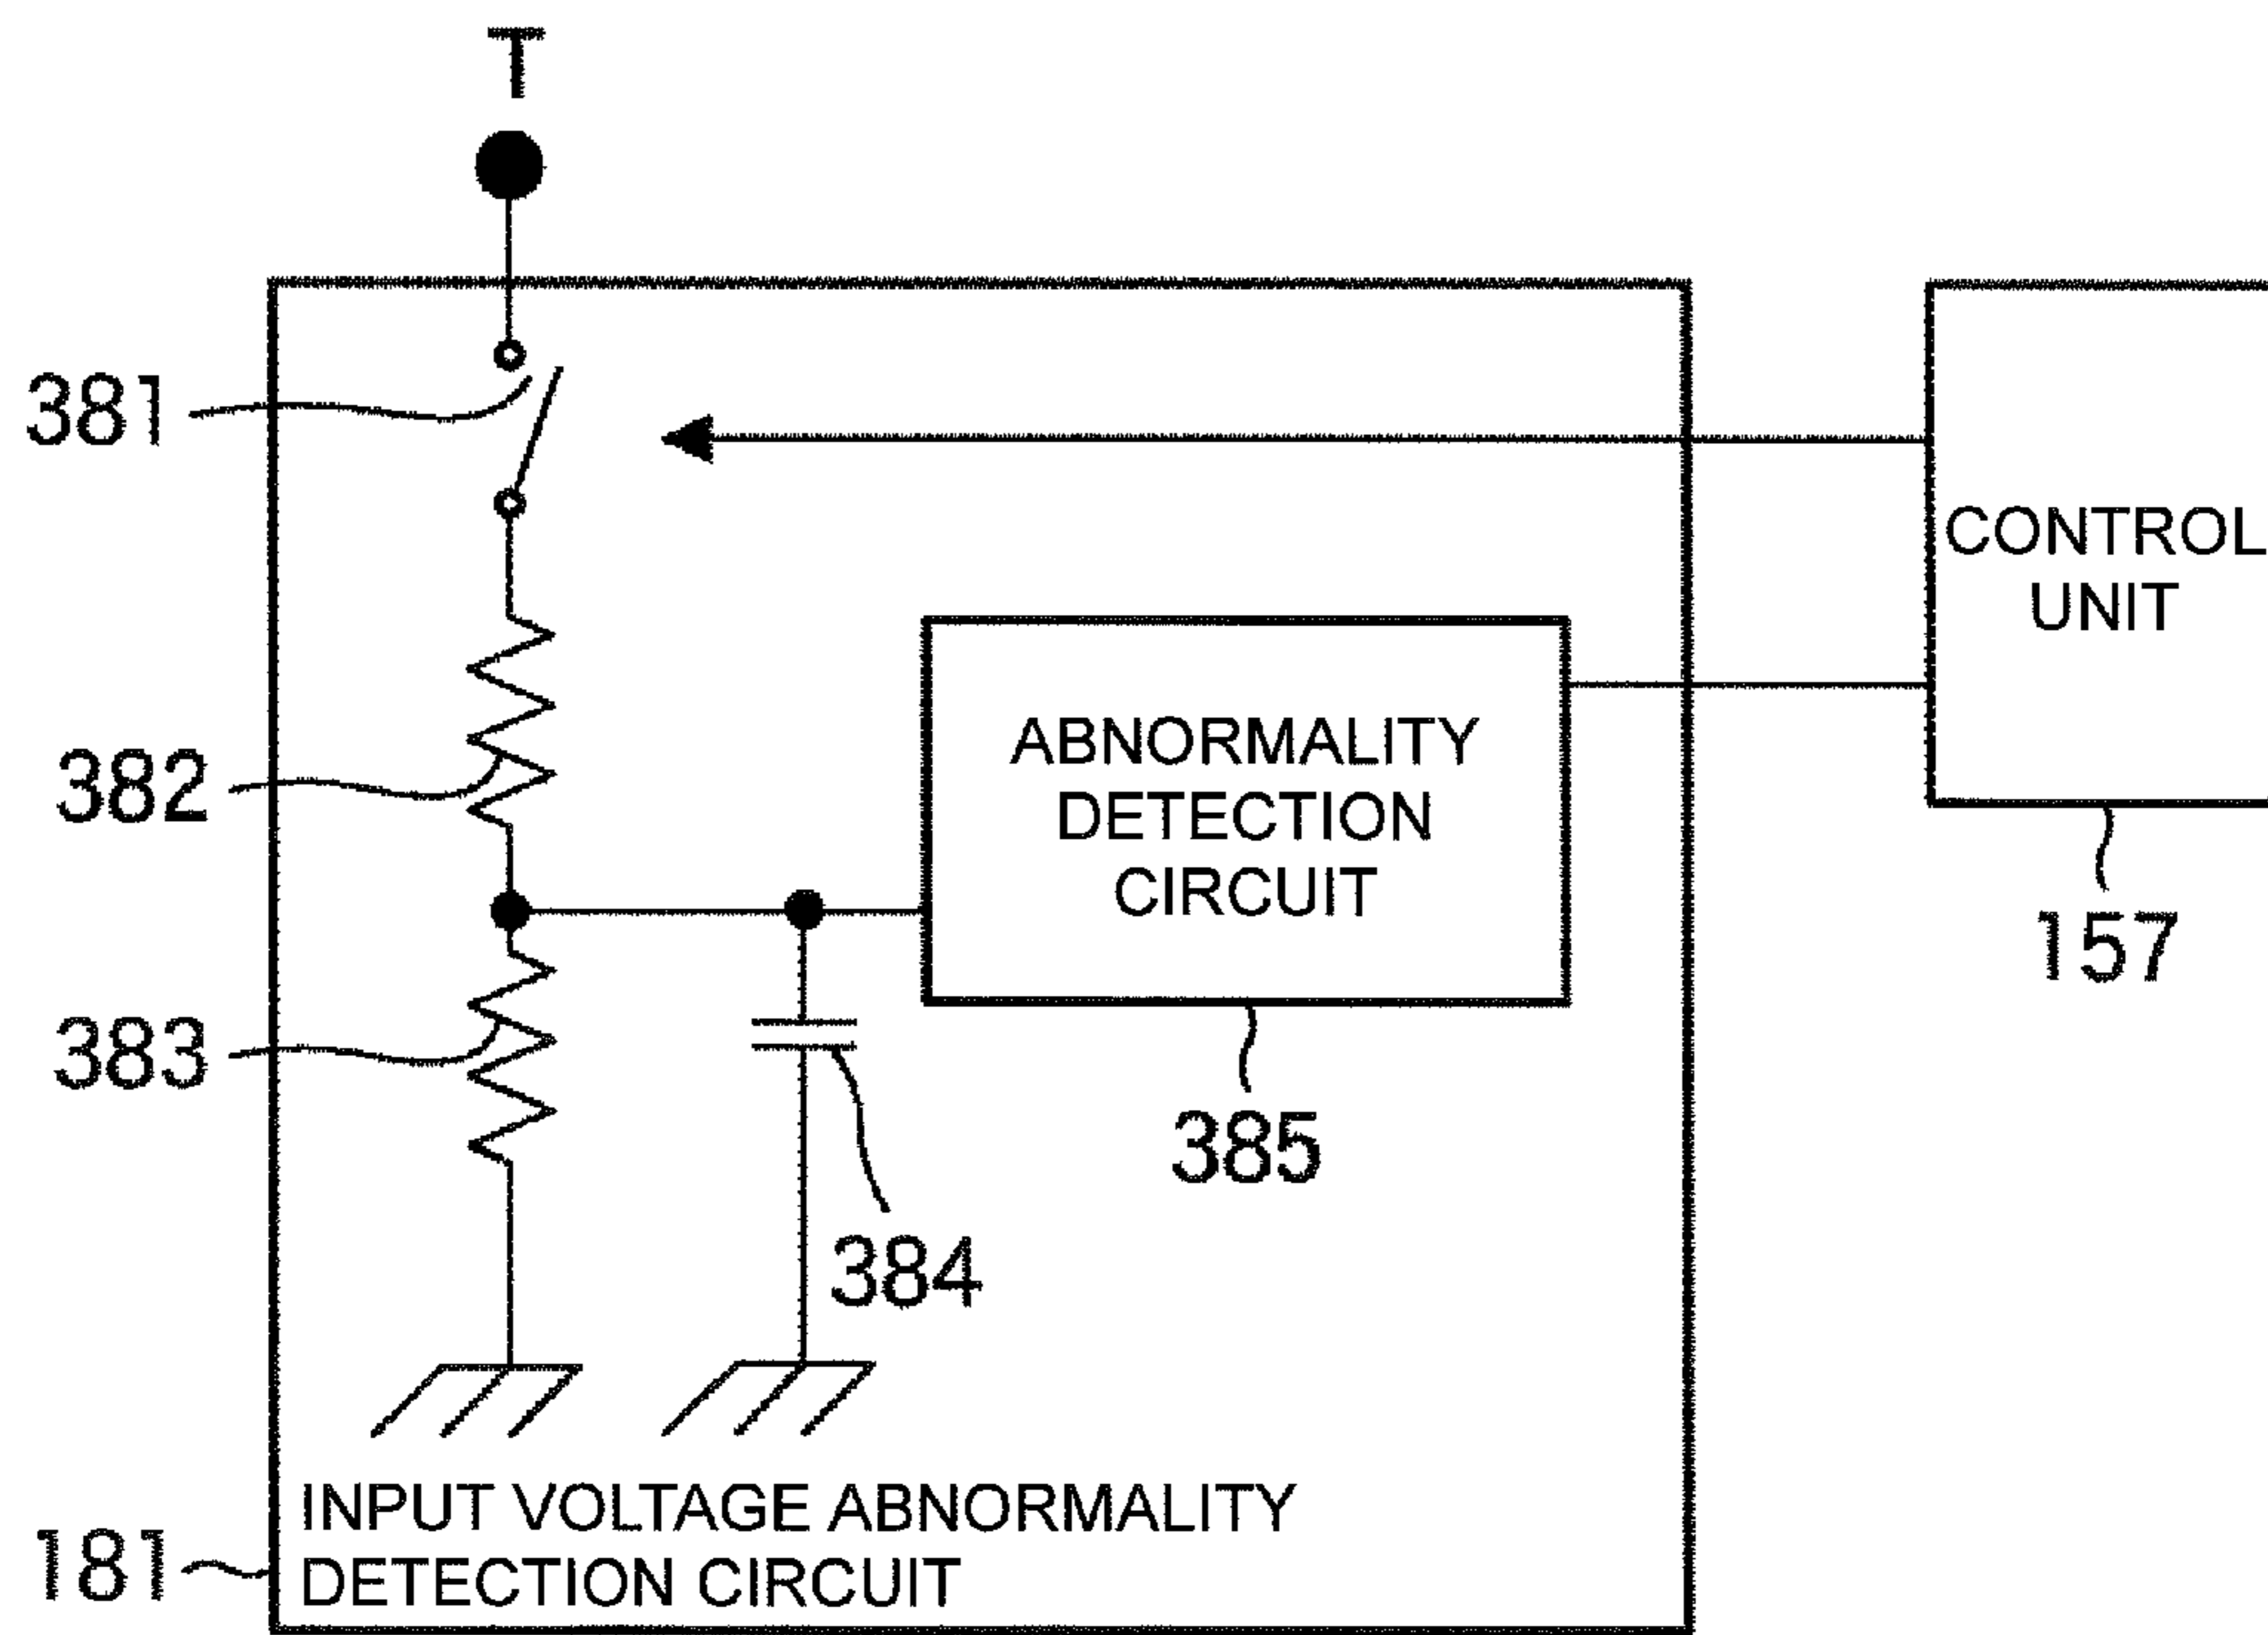 T
381
CONTROL
UNIT
382
ABNORMALITY
DETECTION
CIRCUIT
157
383
385
384
INPUT VOLTAGE ABNORMALITY
DETECTION CIRCUIT
181